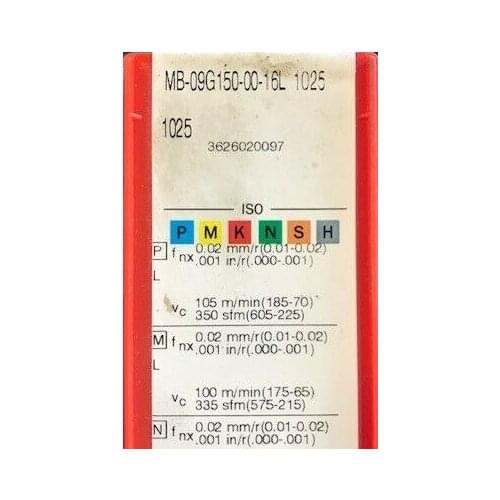 MB-09G150-00-16L 1025
1025
3626020097
ISO
P M K N S H
P fnx 0.02 mm/r(0.01-0.02)
.001 in/r(.000-.001)
L
vc 105 m/min(185-70)
350 sfm(605-225)
M fnx 0.02 mm/r(0.01-0.02)
.001 in/r(.000-.001)
L
vc 100 m/min(175-65)
335 sfm(575-215)
N fnx 0.02 mm/r(0.01-0.02)
.001 in/r(.000-.001)